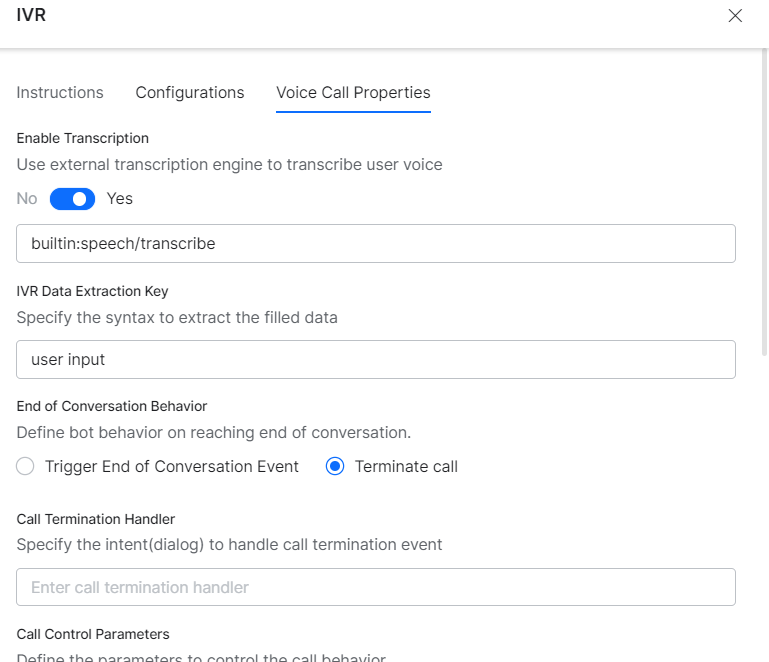 IVR
Instructions Configurations Voice Call Properties
Enable Transcription
Use external transcription engine to transcribe user voice
No Yes
builtin:speech/transcribe
IVR Data Extraction Key
Specify the syntax to extract the filled data
user input
End of Conversation Behavior
Define bot behavior on reaching end of conversation.
Trigger End of Conversation Event Terminate call
Call Termination Handler
Specify the intent(dialog) to handle call termination event
Enter call termination handler
Call Control Parameters
Define the parameters to control the call behavior